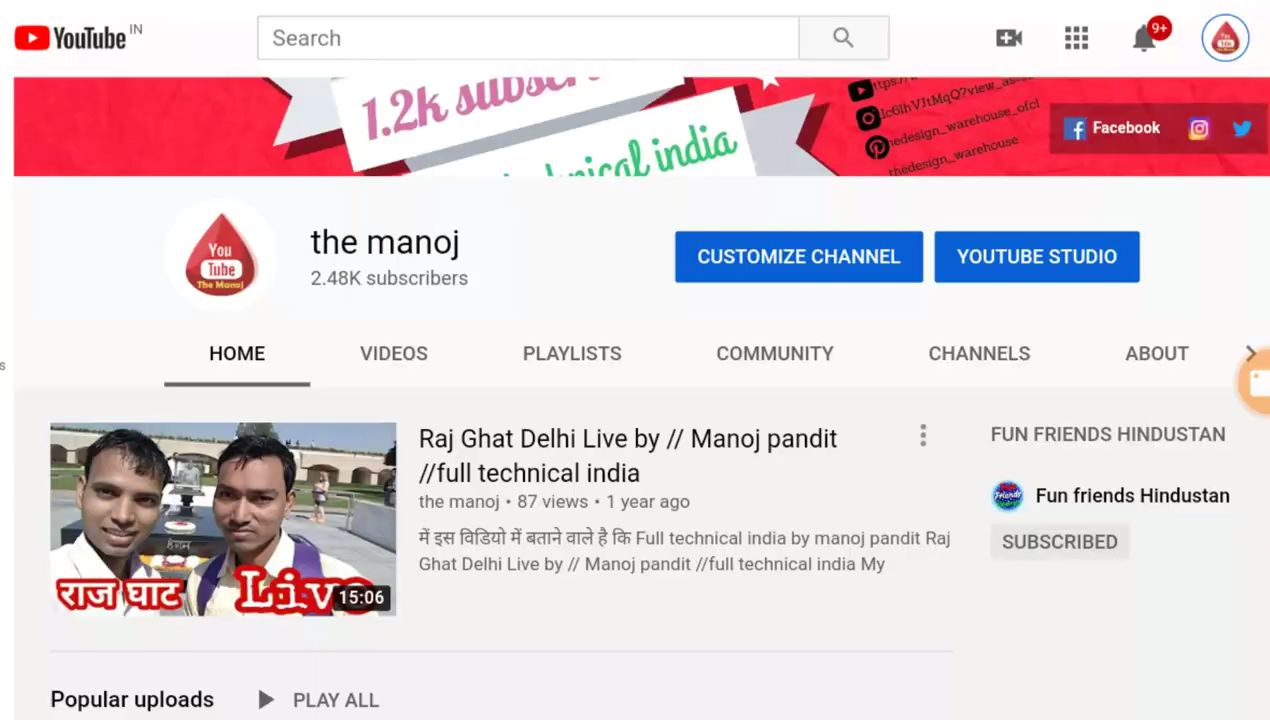 YouTube IN
Search
9+
1.2k subscri
technical india
thedesign_warehouse_ofcl
thedesign_warehouse
Facebook
You
Tube
The Manoj
the manoj
2.48K subscribers
CUSTOMIZE CHANNEL
YOUTUBE STUDIO
HOME
VIDEOS
PLAYLISTS
COMMUNITY
CHANNELS
ABOUT
राज घाट
Live
15:06
Raj Ghat Delhi Live by // Manoj pandit
//full technical india
the manoj • 87 views • 1 year ago
में इस विडियो में बताने वाले है कि Full technical india by manoj pandit Raj
Ghat Delhi Live by // Manoj pandit //full technical india My
FUN FRIENDS HINDUSTAN
Fun friends Hindustan
SUBSCRIBED
Popular uploads
PLAY ALL